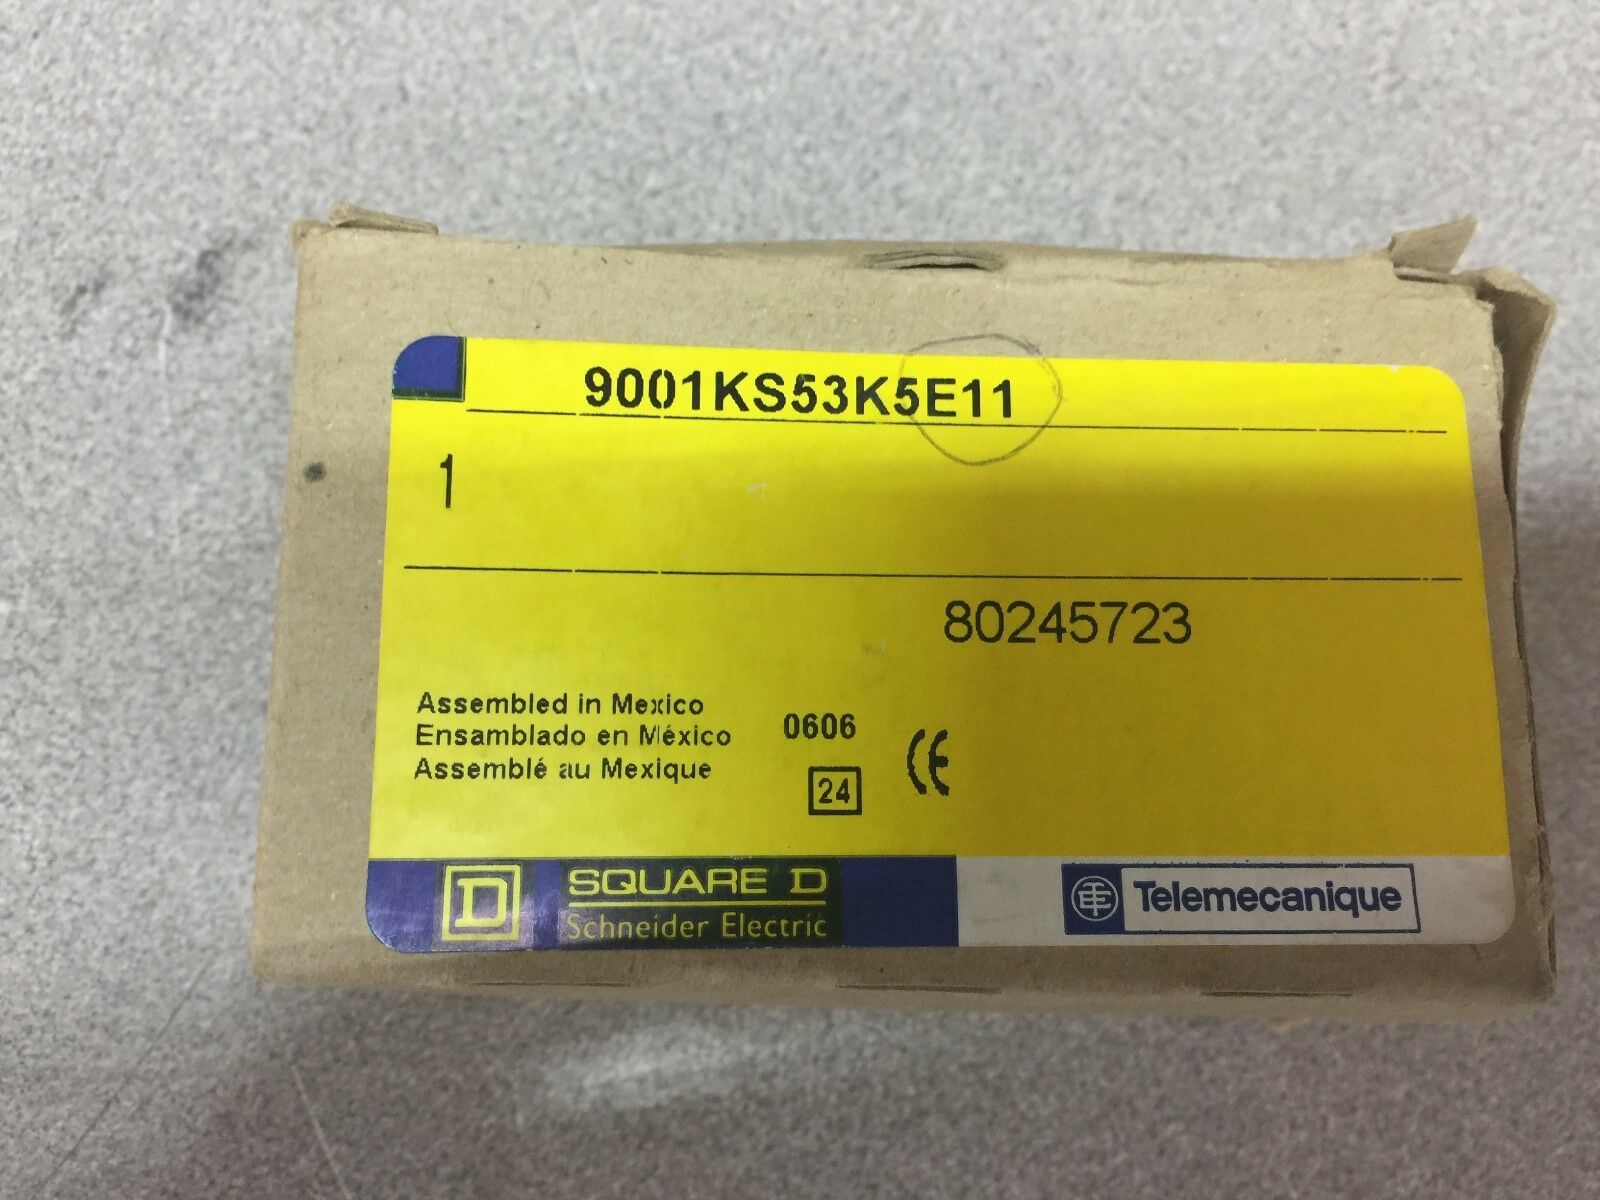 9001KS53K5E11
1
80245723
Assembled in Mexico
Ensamblado en México
Assemblé au Mexique
0606
24
CE
D
SQUARE D
Schneider Electric
Telemecanique